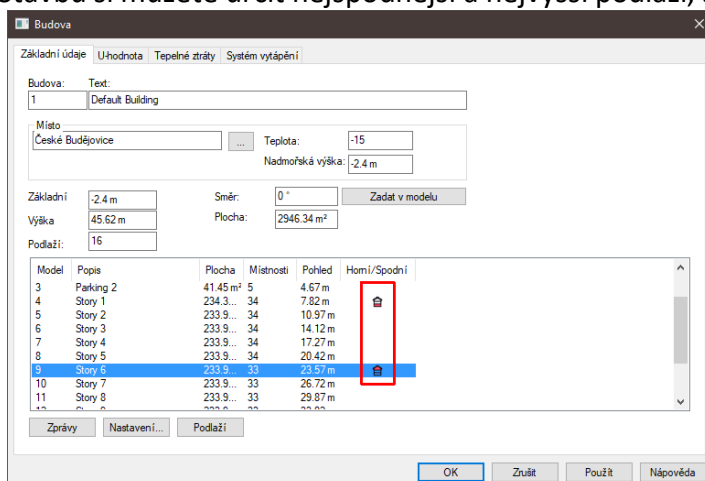 Budova
Základní údaje U-hodnota Tepelné ztráty Systém vytápění
Budova: Text:
1 Default Building
Místo
České Budějovice ... Teplota: -15
Nadmořská výška: -2.4 m
Základní -2.4 m Směr: 0 ° Zadat v modelu
Výška 45.62 m Plocha: 2946.34 m²
Podlaží: 16
Model Popis Plocha Místnosti Pohled Horní/Spodní
3 Parking 2 41.45 m² 5 4.67 m
4 Story 1 234.3... 34 7.82 m
5 Story 2 233.9... 34 10.97 m
6 Story 3 233.9... 34 14.12 m
7 Story 4 233.9... 34 17.27 m
8 Story 5 233.9... 34 20.42 m
9 Story 6 233.9... 33 23.57 m
10 Story 7 233.9... 33 26.72 m
11 Story 8 233.9... 33 29.87 m
Zprávy Nastavení... Podlaží
OK Zrušit Použít Nápověda